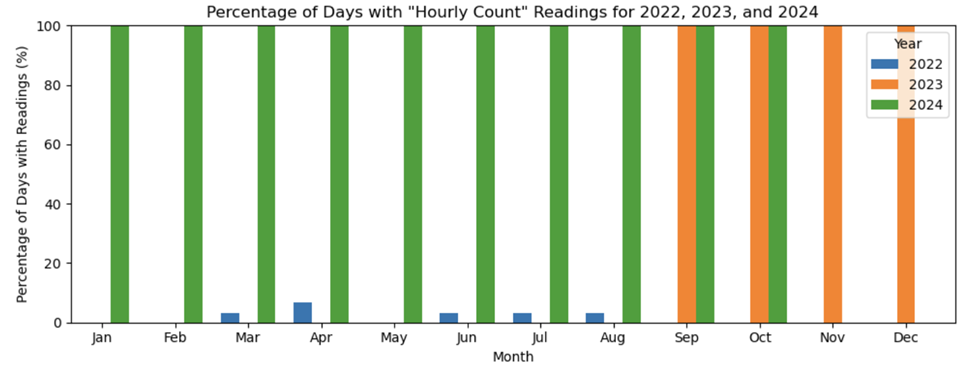 Percentage of Days with "Hourly Count" Readings for 2022, 2023, and 2024
Percentage of Days with Readings (%)
100
80
60
40
20
0
Year
2022
2023
2024
Jan Feb Mar Apr May Jun Jul Aug Sep Oct Nov Dec
Month